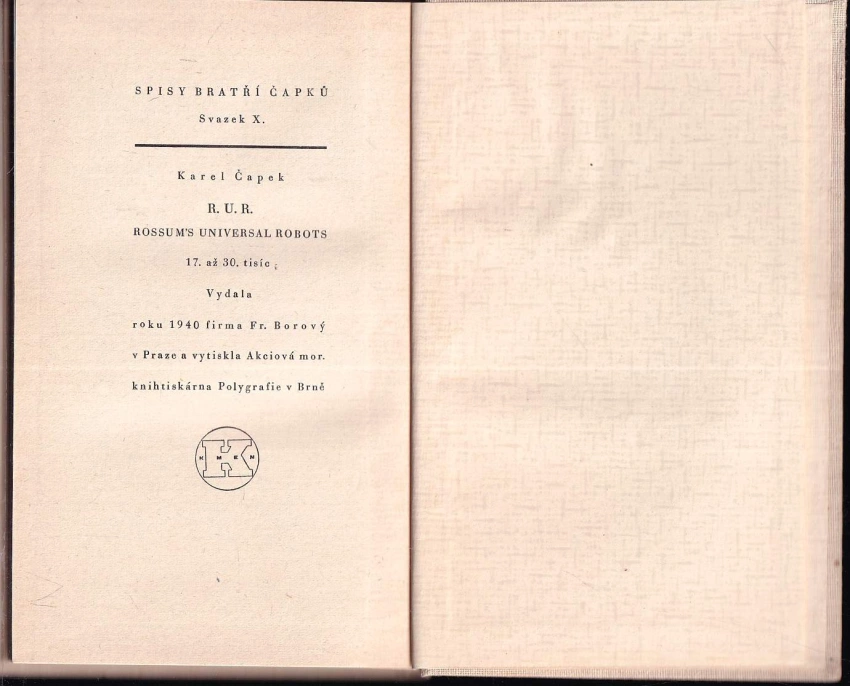 SPISY BRATŘÍ ČAPKŮ
Svazek X.
Karel Čapek
R. U. R.
ROSSUM'S UNIVERSAL ROBOTS
17. až 30. tisíc
Vydala
roku 1940 firma Fr. Borový
v Praze a vytiskla Akciová mor.
knihtiskárna Polygrafie v Brně
K
KMEN